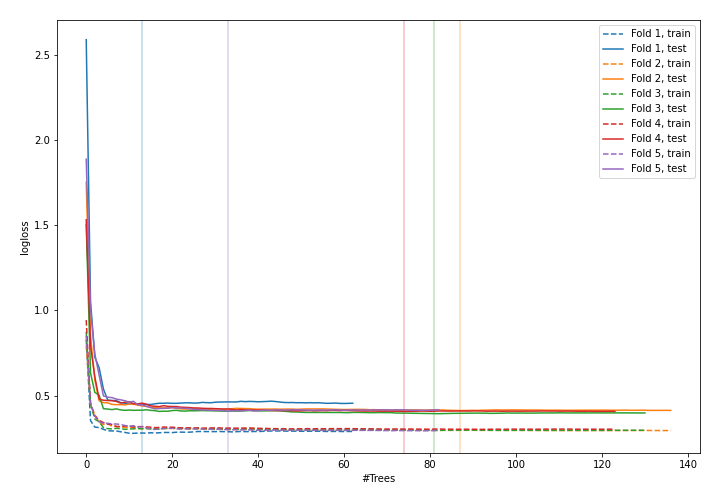 2.5
2.0
1.5
1.0
0.5
logloss
0 20 40 60 80 100 120 140
#Trees
Fold 1, train
Fold 1, test
Fold 2, train
Fold 2, test
Fold 3, train
Fold 3, test
Fold 4, train
Fold 4, test
Fold 5, train
Fold 5, test